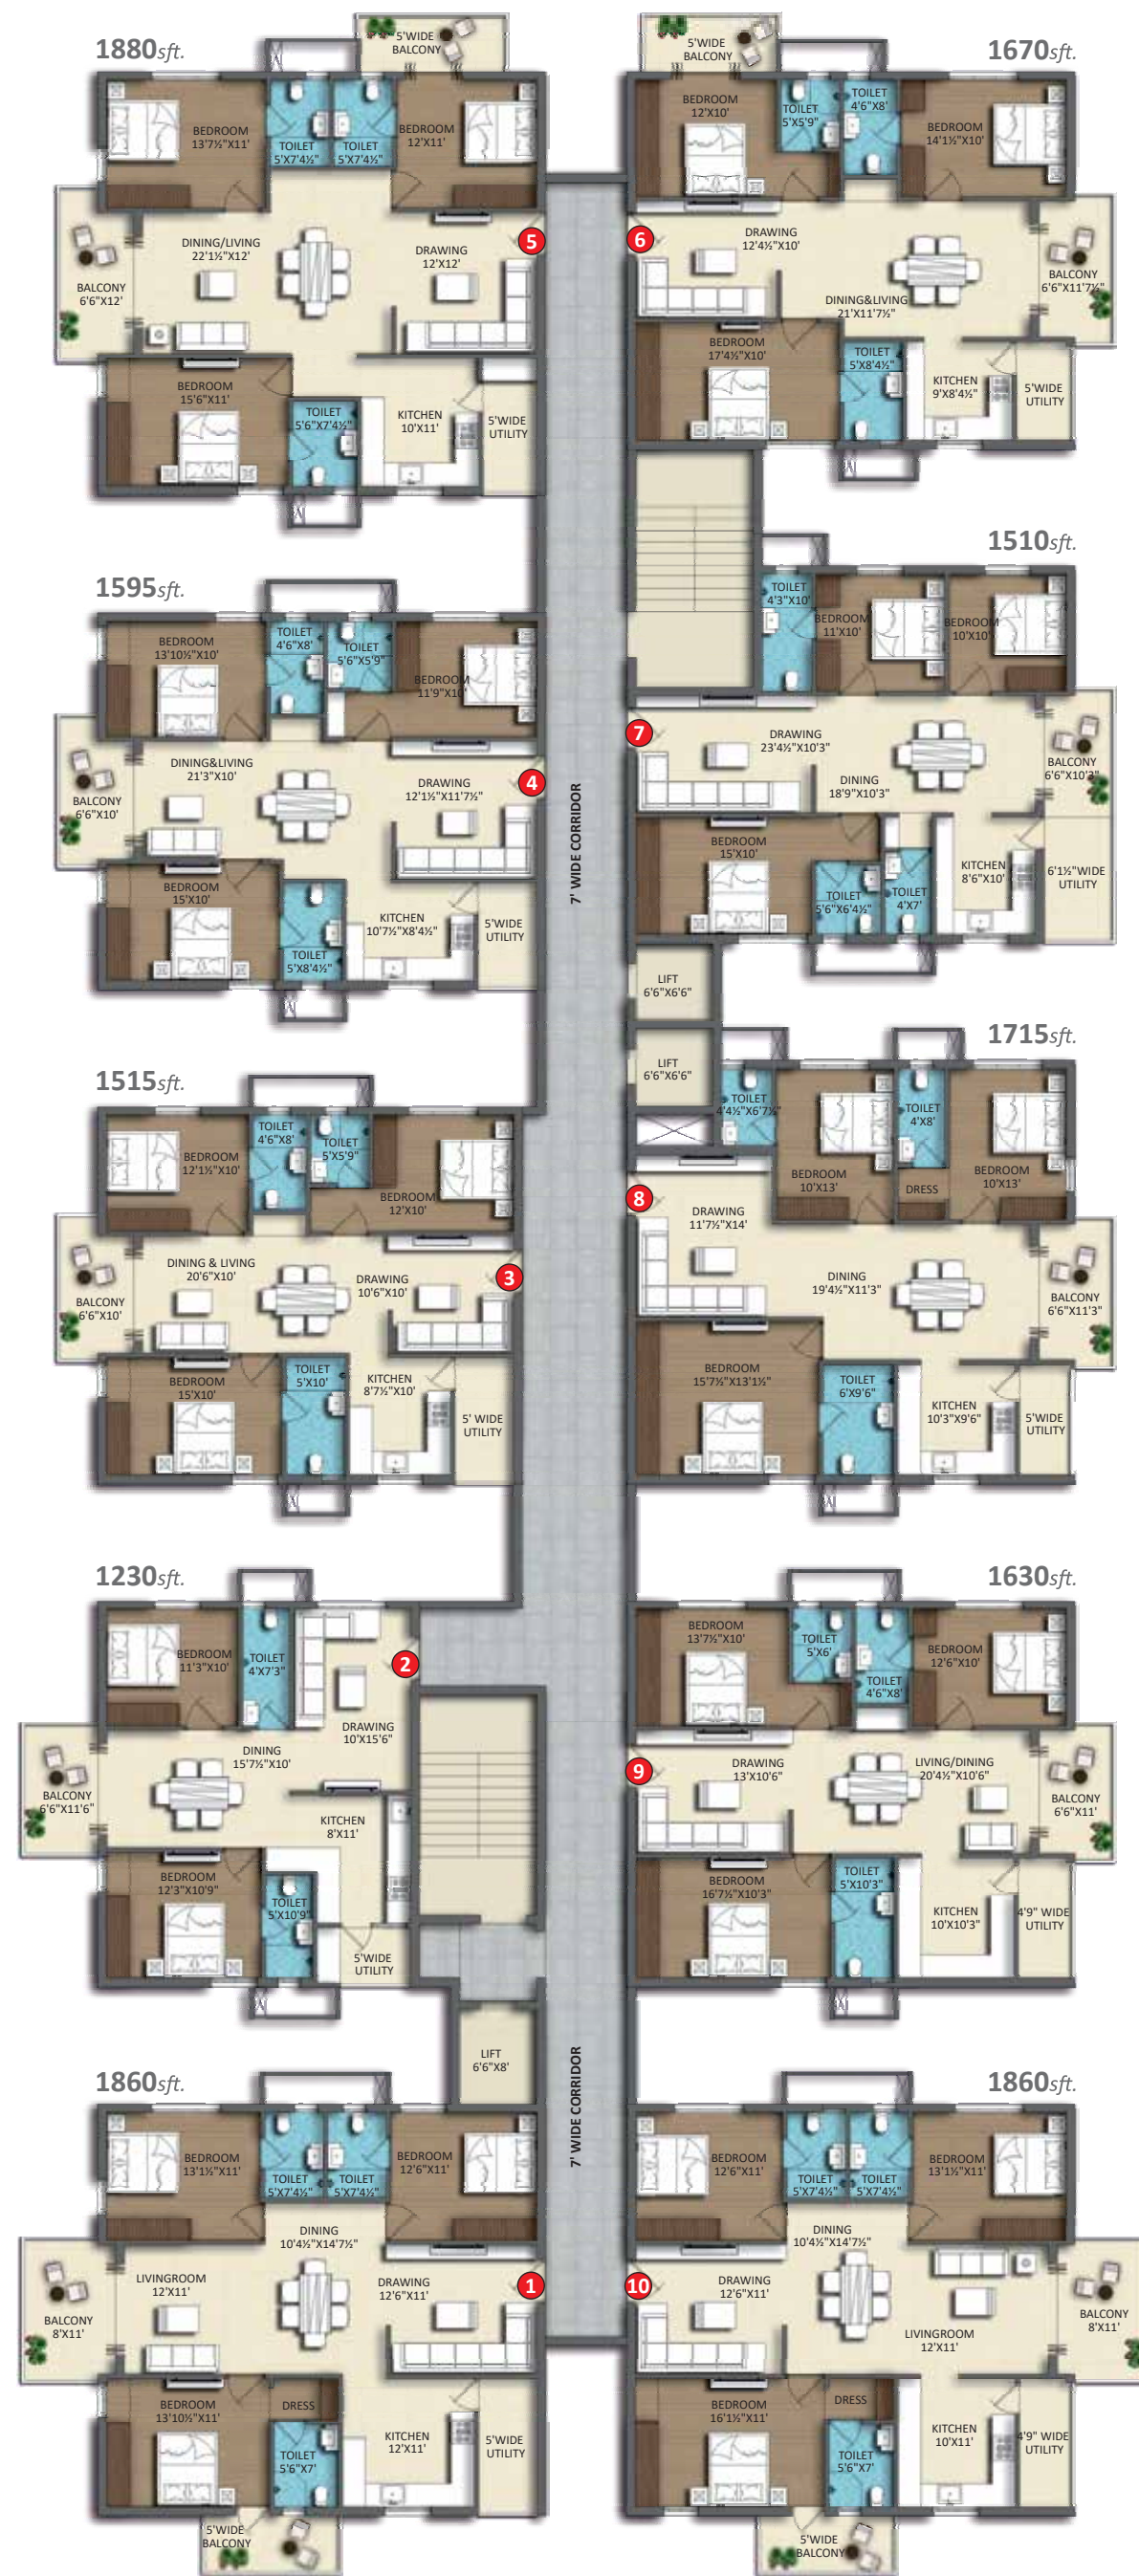 1880sft.
5'WIDE
BALCONY
BEDROOM
13'7½"X11'
TOILET
5'X7'4½"
TOILET
5'X7'4½"
BEDROOM
12'X11'
DINING/LIVING
22'1½"X12'
DRAWING
12'X12'
5
BALCONY
6'6"X12'
BEDROOM
15'6"X11'
TOILET
5'6"X7'4½"
KITCHEN
10'X11'
5'WIDE
UTILITY
1670sft.
5'WIDE
BALCONY
BEDROOM
12'X10'
TOILET
5'X5'9"
TOILET
4'6"X8'
BEDROOM
14'1½"X10'
6
DRAWING
12'4½"X10'
DINING&LIVING
21'X11'7½"
BALCONY
6'6"X11'7½"
BEDROOM
17'4½"X10'
TOILET
5'X8'4½"
KITCHEN
9'X8'4½"
5'WIDE
UTILITY
1595sft.
BEDROOM
13'10½"X10'
TOILET
4'6"X8'
TOILET
5'6"X5'9"
BEDROOM
11'9"X10'
DINING&LIVING
21'3"X10'
DRAWING
12'1½"X11'7½"
4
BALCONY
6'6"X10'
BEDROOM
15'X10'
TOILET
5'X8'4½"
KITCHEN
10'7½"X8'4½"
5'WIDE
UTILITY
7' WIDE CORRIDOR
1510sft.
TOILET
4'3"X10'
BEDROOM
11'X10'
BEDROOM
10'X10'
7
DRAWING
23'4½"X10'3"
DINING
18'9"X10'3"
BALCONY
6'6"X10'3"
BEDROOM
15'X10'
TOILET
5'6"X6'4½"
TOILET
4'X7'
KITCHEN
8'6"X10'
6'1½"WIDE
UTILITY
LIFT
6'6"X6'6"
LIFT
6'6"X6'6"
1515sft.
BEDROOM
12'1½"X10'
TOILET
4'6"X8'
TOILET
5'X5'9"
BEDROOM
12'X10'
DINING & LIVING
20'6"X10'
DRAWING
10'6"X10'
3
BALCONY
6'6"X10'
BEDROOM
15'X10'
TOILET
5'X10'
KITCHEN
8'7½"X10'
5' WIDE
UTILITY
1715sft.
TOILET
4'4½"X6'7½"
BEDROOM
10'X13'
TOILET
4'X8'
DRESS
BEDROOM
10'X13'
8
DRAWING
11'7½"X14'
DINING
19'4½"X11'3"
BALCONY
6'6"X11'3"
BEDROOM
15'7½"X13'1½"
TOILET
6'X9'6"
KITCHEN
10'3"X9'6"
5'WIDE
UTILITY
1230sft.
BEDROOM
11'3"X10'
TOILET
4'X7'3"
2
DRAWING
10'X15'6"
DINING
15'7½"X10'
BALCONY
6'6"X11'6"
KITCHEN
8'X11'
BEDROOM
12'3"X10'9"
TOILET
5'X10'9"
5'WIDE
UTILITY
LIFT
6'6"X8'
1630sft.
BEDROOM
13'7½"X10'
TOILET
5'X6'
TOILET
4'6"X8'
BEDROOM
12'6"X10'
9
DRAWING
13'X10'6"
LIVING/DINING
20'4½"X10'6"
BALCONY
6'6"X11'
BEDROOM
16'7½"X10'3"
TOILET
5'X10'3"
KITCHEN
10'X10'3"
4'9" WIDE
UTILITY
7' WIDE CORRIDOR
1860sft.
BEDROOM
13'1½"X11'
TOILET
5'X7'4½"
TOILET
5'X7'4½"
BEDROOM
12'6"X11'
DINING
10'4½"X14'7½"
LIVINGROOM
12'X11'
DRAWING
12'6"X11'
1
BALCONY
8'X11'
BEDROOM
13'10½"X11'
DRESS
TOILET
5'6"X7'
KITCHEN
12'X11'
5'WIDE
UTILITY
5'WIDE
BALCONY
1860sft.
BEDROOM
12'6"X11'
TOILET
5'X7'4½"
TOILET
5'X7'4½"
BEDROOM
13'1½"X11'
DINING
10'4½"X14'7½"
10
DRAWING
12'6"X11'
LIVINGROOM
12'X11'
BALCONY
8'X11'
BEDROOM
16'1½"X11'
DRESS
TOILET
5'6"X7'
KITCHEN
10'X11'
4'9" WIDE
UTILITY
5'WIDE
BALCONY